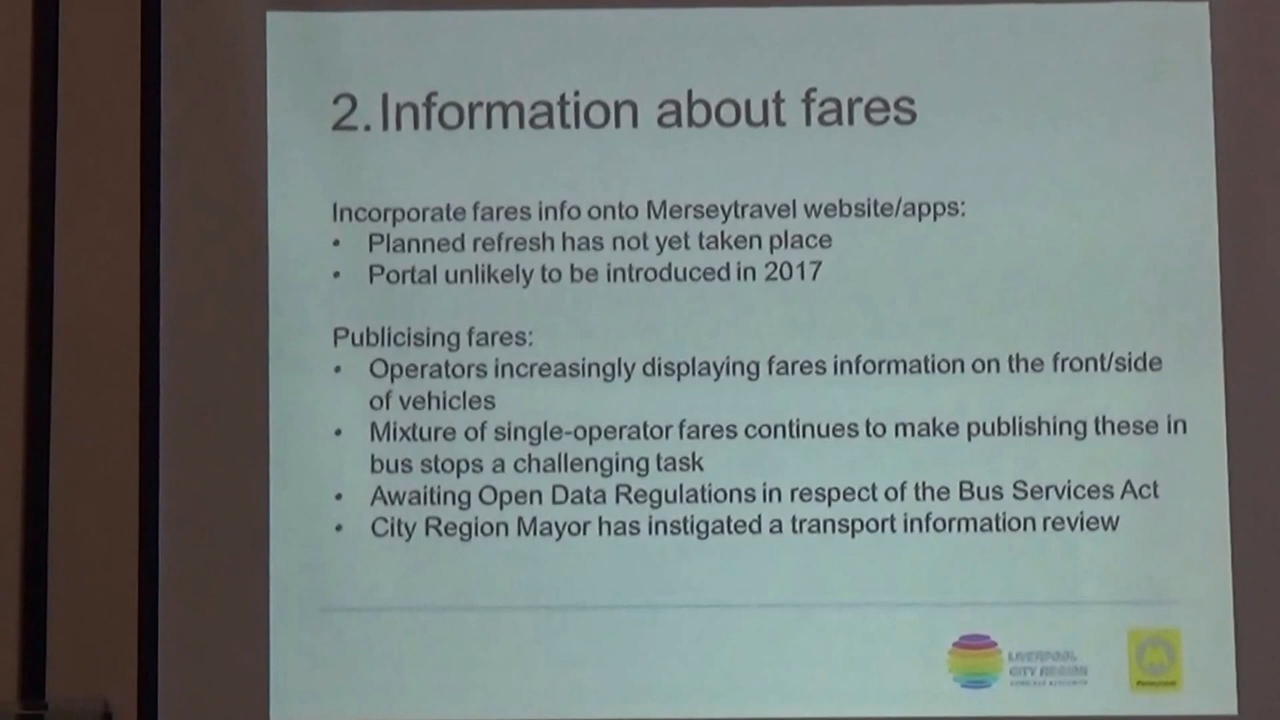 2. Information about fares
Incorporate fares info onto Merseytravel website/apps:
• Planned refresh has not yet taken place
• Portal unlikely to be introduced in 2017
Publicising fares:
• Operators increasingly displaying fares information on the front/side
of vehicles
• Mixture of single-operator fares continues to make publishing these in
bus stops a challenging task
• Awaiting Open Data Regulations in respect of the Bus Services Act
• City Region Mayor has instigated a transport information review
LIVERPOOL
CITY REGION